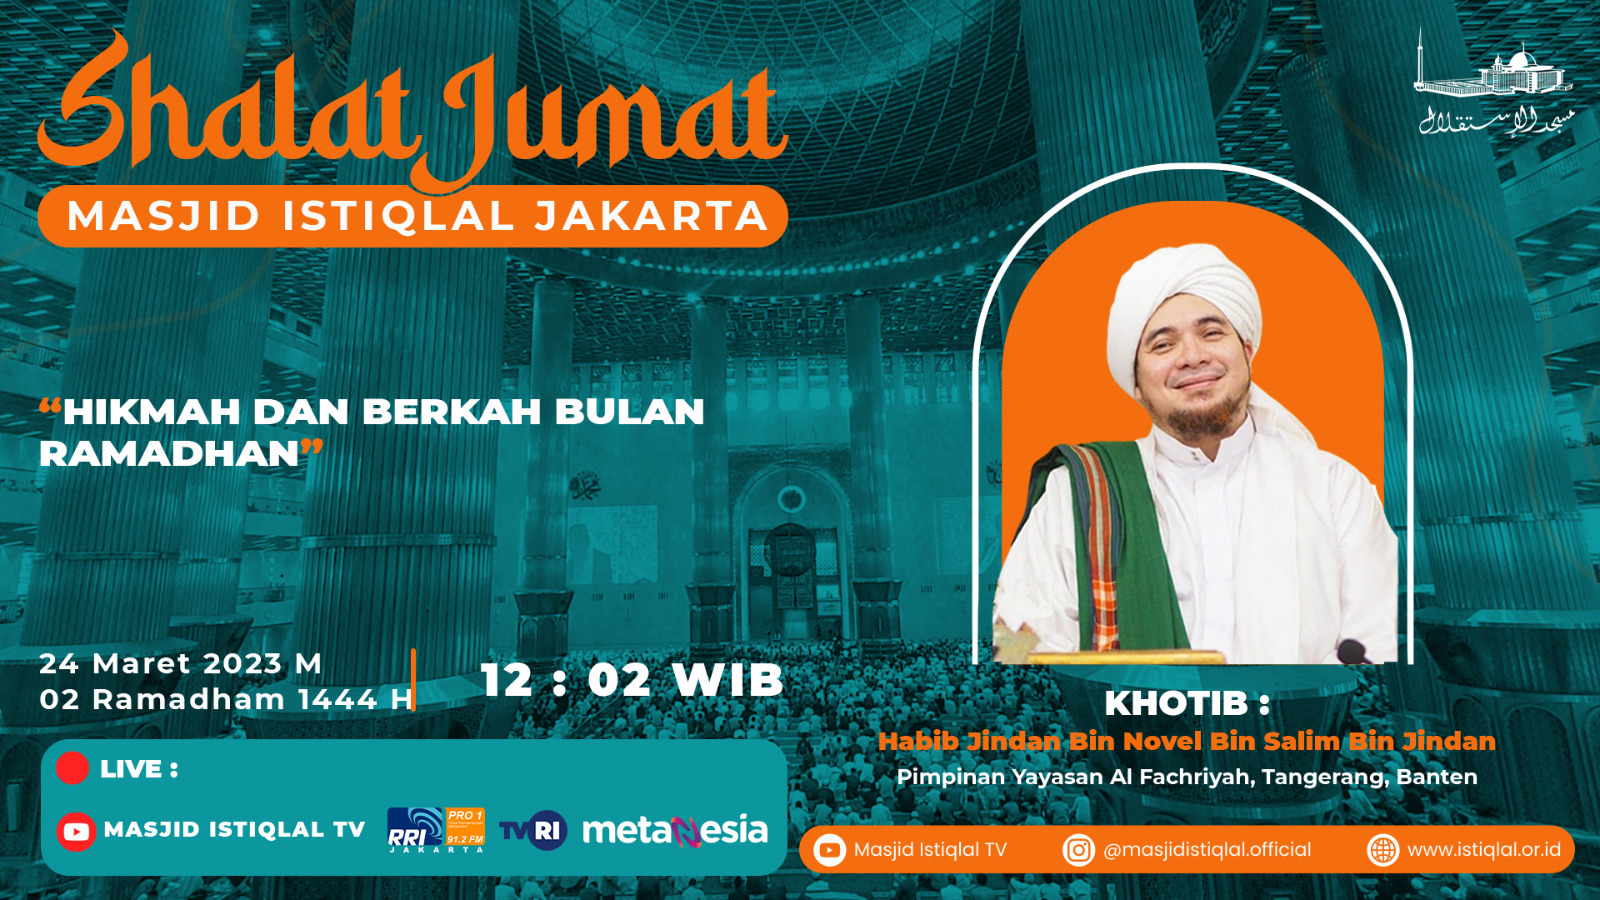 Shalat Jumat
MASJID ISTIQLAL JAKARTA
مسجد الإستقلال
“HIKMAH DAN BERKAH BULAN
RAMADHAN”
24 Maret 2023 M
02 Ramadham 1444 H
12 : 02 WIB
LIVE :
MASJID ISTIQLAL TV
RRI
JAKARTA
PRO 1
91.2 FM
TVRI
metanesia
KHOTIB :
Habib Jindan Bin Novel Bin Salim Bin Jindan
Pimpinan Yayasan Al Fachriyah, Tangerang, Banten
Masjid Istiqlal TV
@masjidistiqlal.official
www.istiqlal.or.id